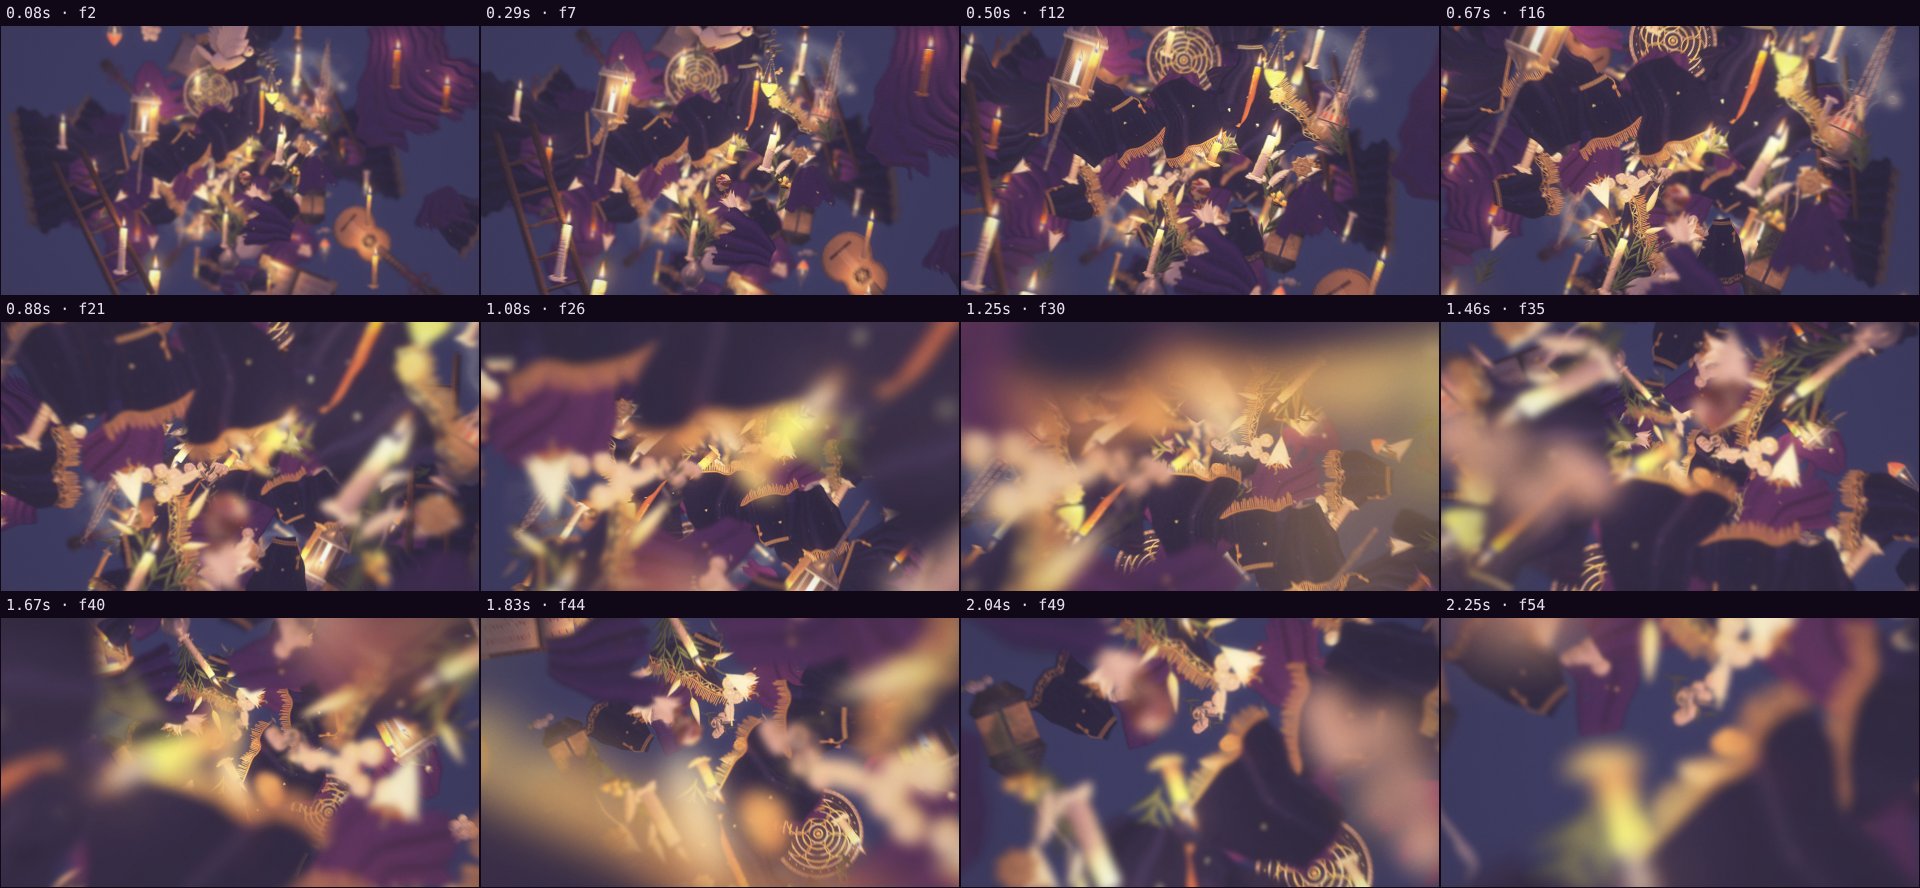 0.08s · f2
0.29s · f7
0.50s · f12
0.67s · f16
0.88s · f21
1.08s · f26
1.25s · f30
1.46s · f35
1.67s · f40
1.83s · f44
2.04s · f49
2.25s · f54